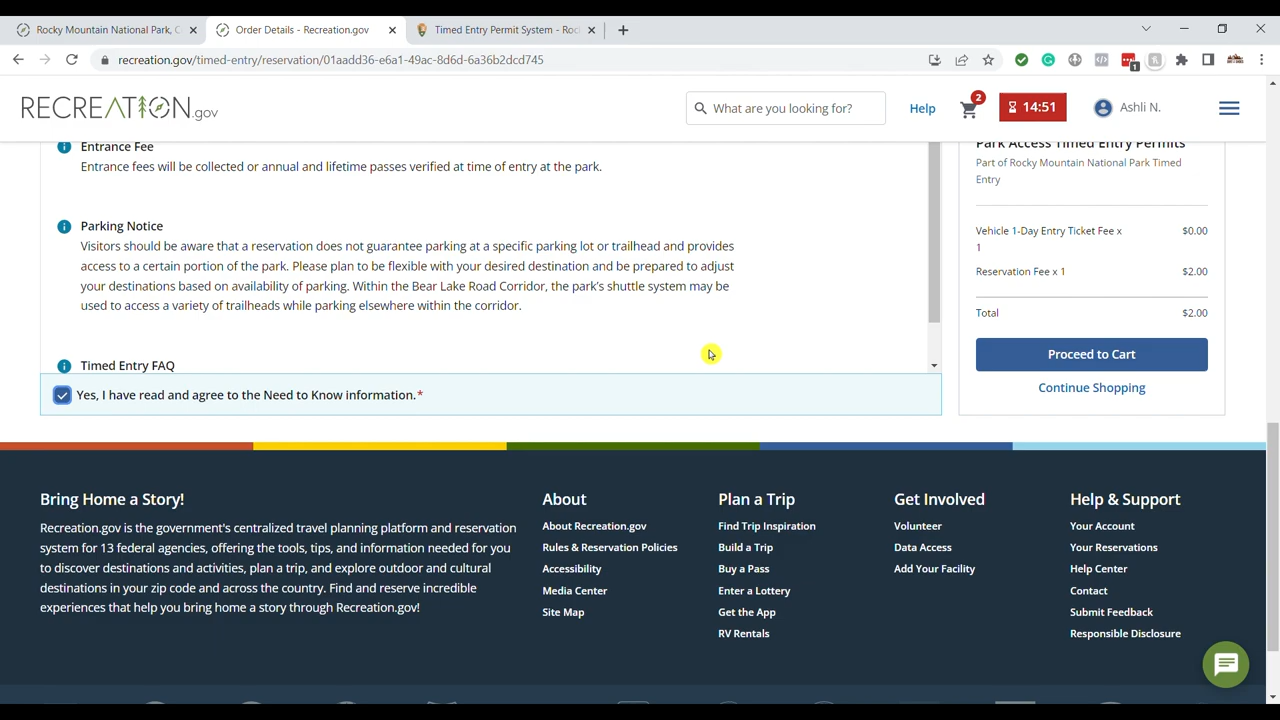 Rocky Mountain National Park, C
Order Details - Recreation.gov
Timed Entry Permit System - Roc
recreation.gov/timed-entry/reservation/01aadd36-e6a1-49ab-8d6d-6a36b2dcd745
1
RECREATION.gov
What are you looking for?
Help
2
14:51
Ashli N.
Entrance Fee
Entrance fees will be collected or annual and lifetime passes verified at time of entry at the park.
Parking Notice
Visitors should be aware that a reservation does not guarantee parking at a specific parking lot or trailhead and provides
access to a certain portion of the park. Please plan to be flexible with your desired destination and be prepared to adjust
your destinations based on availability of parking. Within the Bear Lake Road Corridor, the park's shuttle system may be
used to access a variety of trailheads while parking elsewhere within the corridor.
Timed Entry FAQ
Yes, I have read and agree to the Need to Know information.*
Park Access Timed Entry Permits
Part of Rocky Mountain National Park Timed
Entry
Vehicle 1-Day Entry Ticket Fee x
1
$0.00
Reservation Fee x 1
$2.00
Total
$2.00
Proceed to Cart
Continue Shopping
Bring Home a Story!
Recreation.gov is the government's centralized travel planning platform and reservation
system for 13 federal agencies, offering the tools, tips, and information needed for you
to discover destinations and activities, plan a trip, and explore outdoor and cultural
destinations in your zip code and across the country. Find and reserve incredible
experiences that help you bring home a story through Recreation.gov!
About
About Recreation.gov
Rules & Reservation Policies
Accessibility
Media Center
Site Map
Plan a Trip
Find Trip Inspiration
Build a Trip
Buy a Pass
Enter a Lottery
Get the App
RV Rentals
Get Involved
Volunteer
Data Access
Add Your Facility
Help & Support
Your Account
Your Reservations
Help Center
Contact
Submit Feedback
Responsible Disclosure